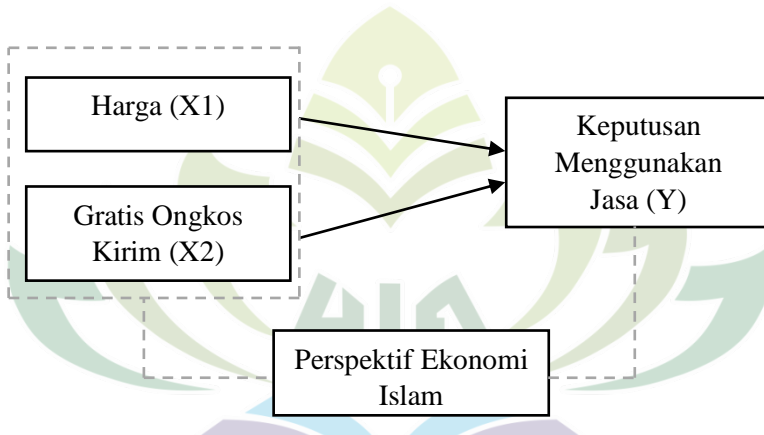 Harga (X1)
Gratis Ongkos
Kirim (X2)
Keputusan
Menggunakan
Jasa (Y)
Perspektif Ekonomi
Islam